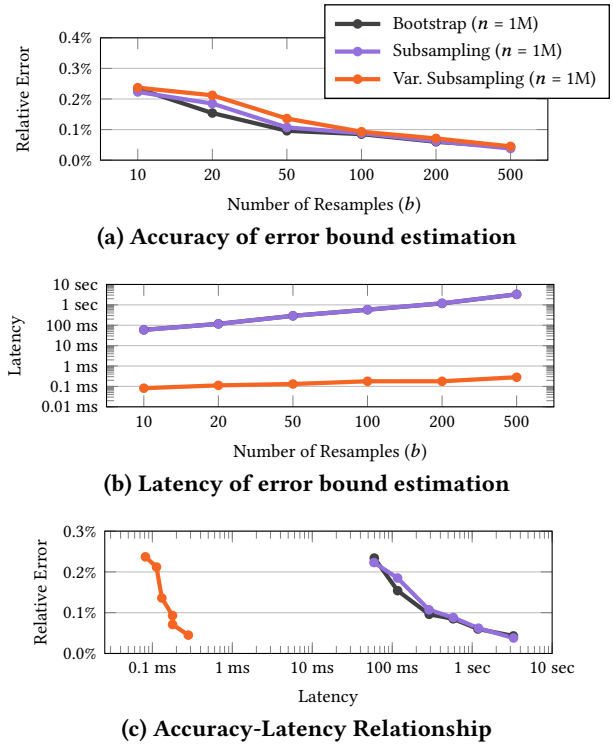 Bootstrap (n = 1M)
Subsampling (n = 1M)
Var. Subsampling (n = 1M)
Relative Error
0.4%
0.3%
0.2%
0.1%
0.0%
10 20 50 100 200 500
Number of Resamples (b)
(a) Accuracy of error bound estimation
Latency
10 sec
1 sec
100 ms
10 ms
1 ms
0.1 ms
0.01 ms
10 20 50 100 200 500
Number of Resamples (b)
(b) Latency of error bound estimation
Relative Error
0.3%
0.2%
0.1%
0.0%
0.1 ms 1 ms 10 ms 100 ms 1 sec 10 sec
Latency
(c) Accuracy-Latency Relationship